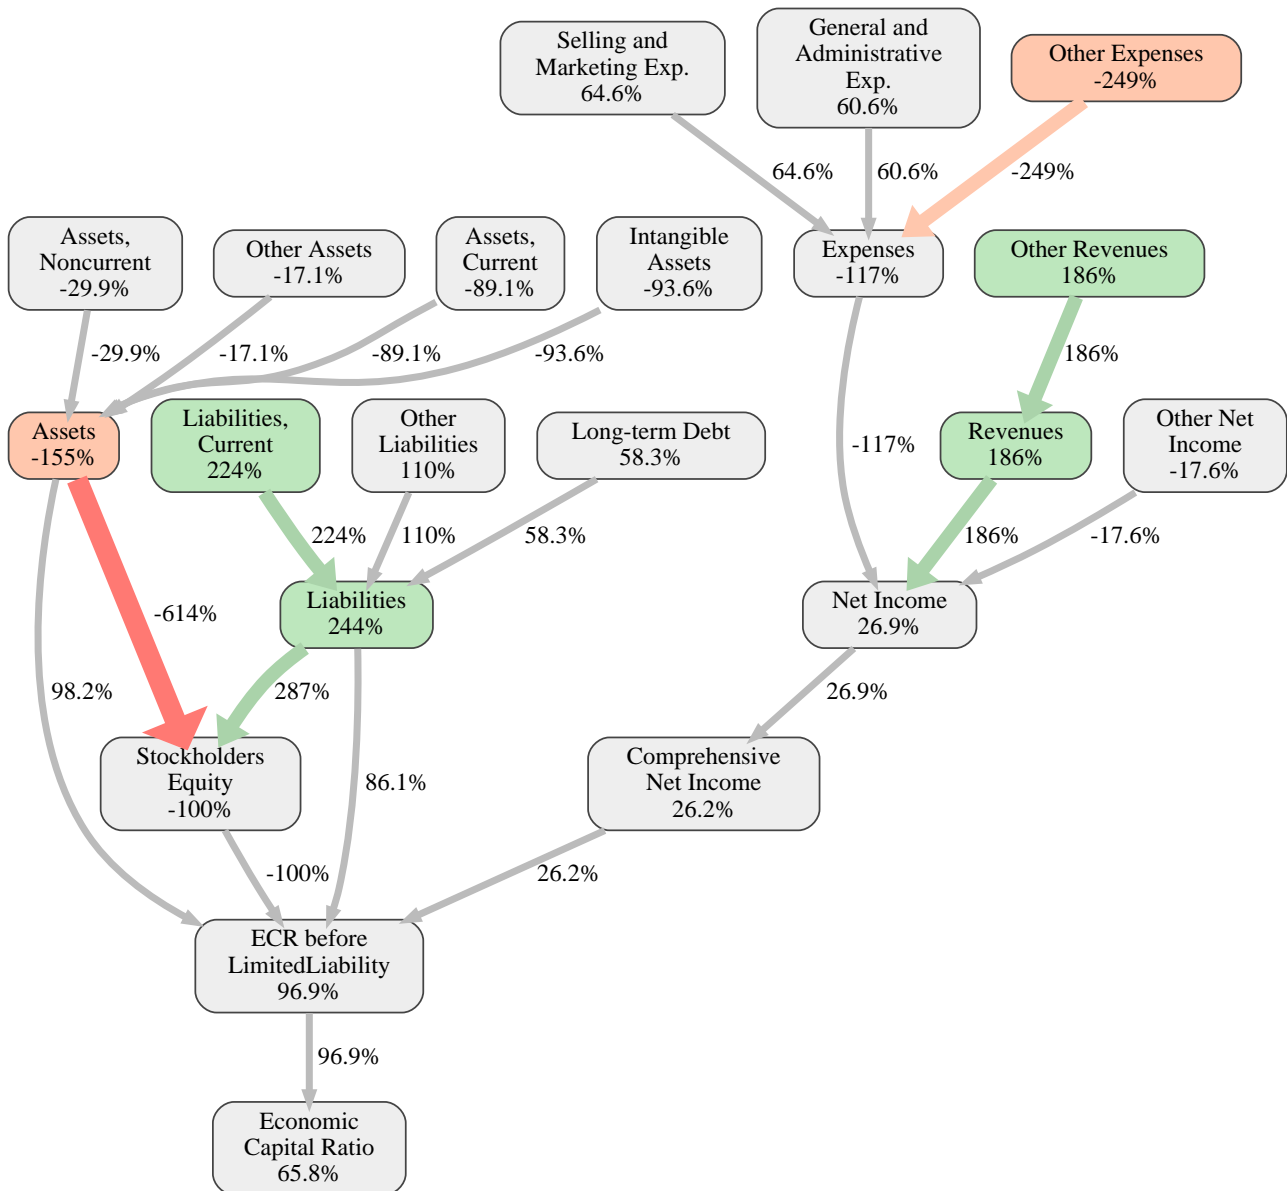 Selling and
Marketing Exp.
64.6%
General and
Administrative
Exp.
60.6%
Other Expenses
-249%
64.6%
60.6%
-249%
Assets,
Noncurrent
-29.9%
Other Assets
-17.1%
Assets,
Current
-89.1%
Intangible
Assets
-93.6%
Expenses
-117%
Other Revenues
186%
-29.9%
-17.1%
-89.1%
-93.6%
186%
Assets
-155%
Liabilities,
Current
224%
Other
Liabilities
110%
Long-term Debt
58.3%
-117%
Revenues
186%
Other Net
Income
-17.6%
224%
110%
58.3%
186%
-17.6%
Liabilities
244%
Net Income
26.9%
-614%
98.2%
287%
26.9%
Stockholders
Equity
-100%
86.1%
Comprehensive
Net Income
26.2%
-100%
26.2%
ECR before
LimitedLiability
96.9%
96.9%
Economic
Capital Ratio
65.8%